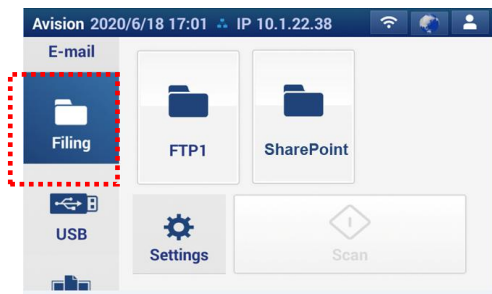 Avision 2020/6/18 17:01 IP 10.1.22.38
E-mail
Filing
FTP1
SharePoint
USB
Settings
Scan